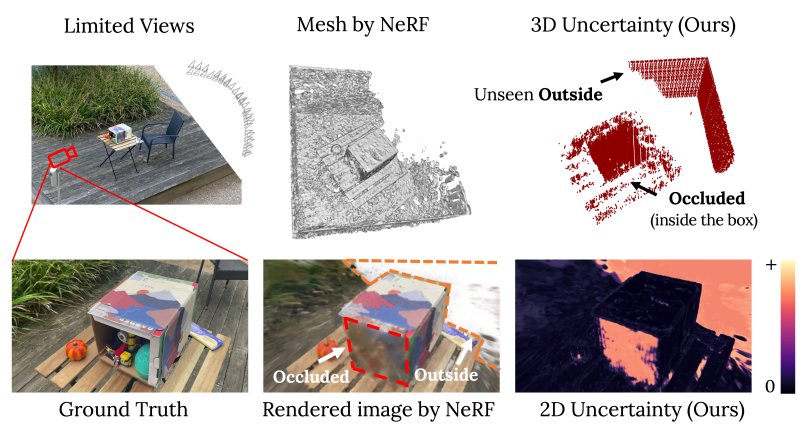 Limited Views
Mesh by NeRF
3D Uncertainty (Ours)
Unseen Outside
Occluded
(inside the box)
Occluded
Outside
+
0
Ground Truth
Rendered image by NeRF
2D Uncertainty (Ours)